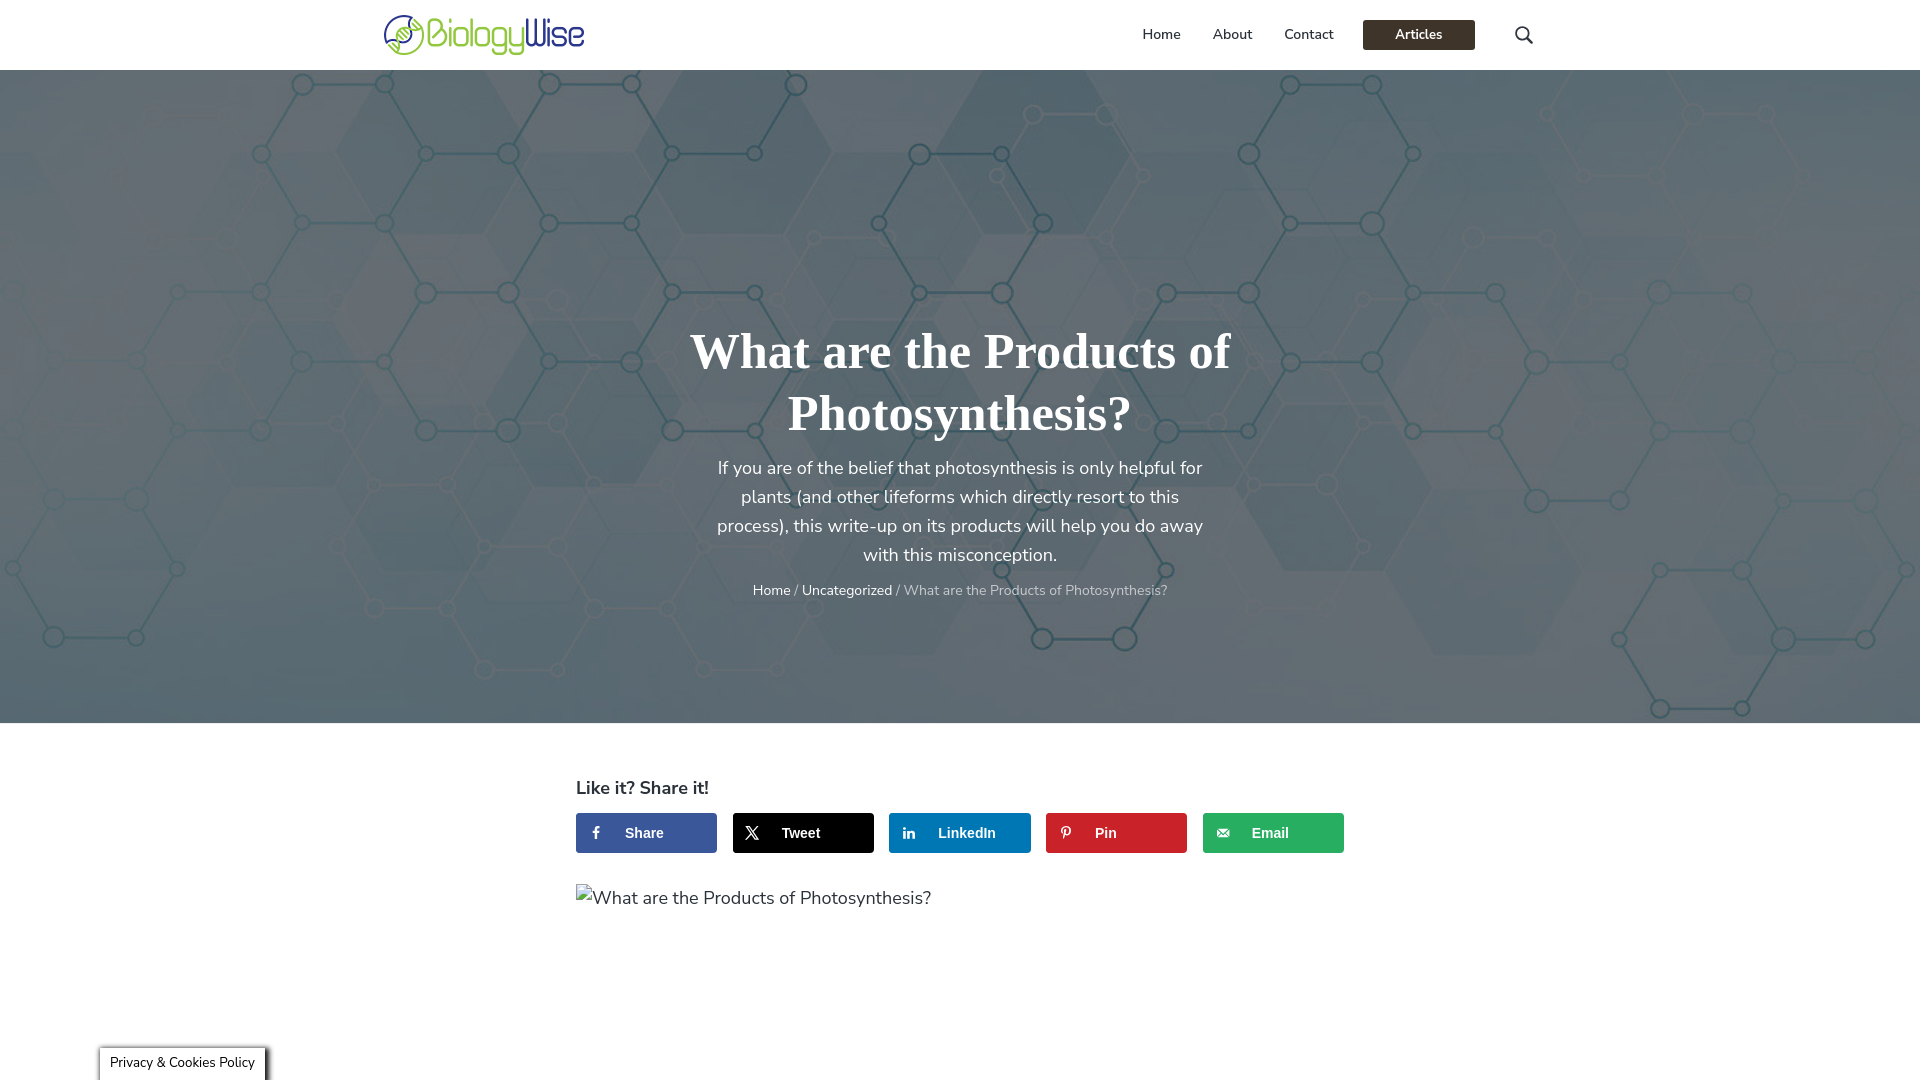 BiologyWise
Home
About
Contact
Articles
What are the Products of
Photosynthesis?
If you are of the belief that photosynthesis is only helpful for
plants (and other lifeforms which directly resort to this
process), this write-up on its products will help you do away
with this misconception.
Home / Uncategorized / What are the Products of Photosynthesis?
Like it? Share it!
Share
Tweet
LinkedIn
Pin
Email
What are the Products of Photosynthesis?
Privacy & Cookies Policy